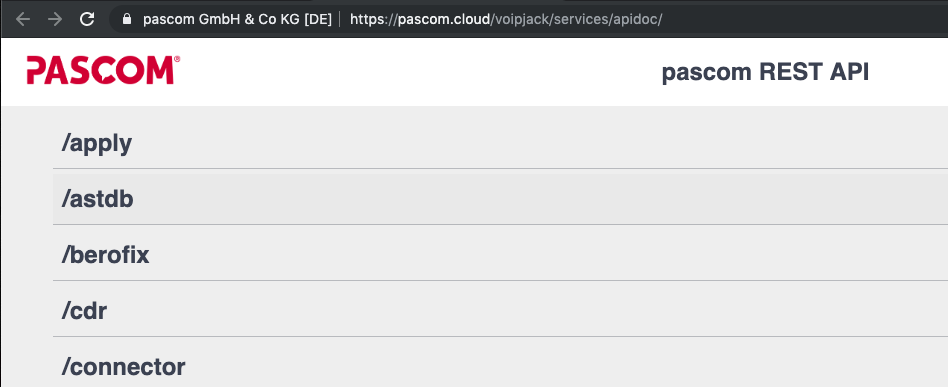 pascom GmbH & Co KG [DE] | https://pascom.cloud/voipjack/services/apidoc/
PASCOM®
pascom REST API
/apply
/astdb
/berofix
/cdr
/connector